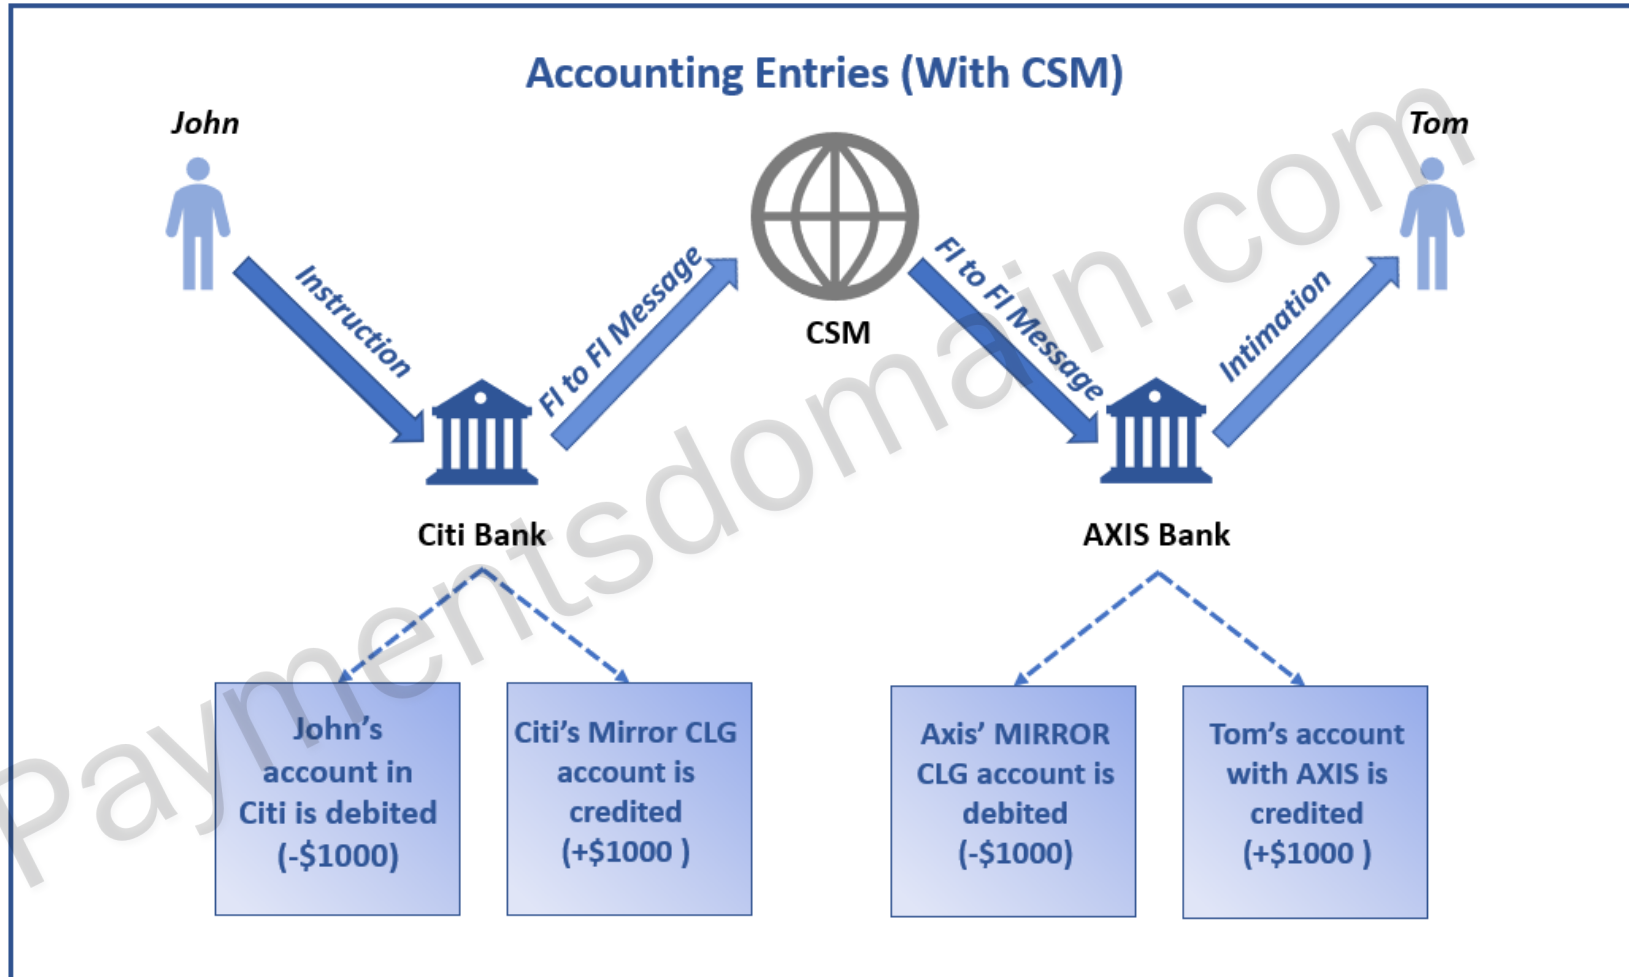 Accounting Entries (With CSM)
John
Tom
Instruction
FI to FI Message
CSM
FI to FI Message
Intimation
Citi Bank
AXIS Bank
John's
account in
Citi is debited
(-$1000)
Citi's Mirror CLG
account is
credited
(+$1000 )
Axis' MIRROR
CLG account is
debited
(-$1000)
Tom's account
with AXIS is
credited
(+$1000 )
Paymentsdomain.com